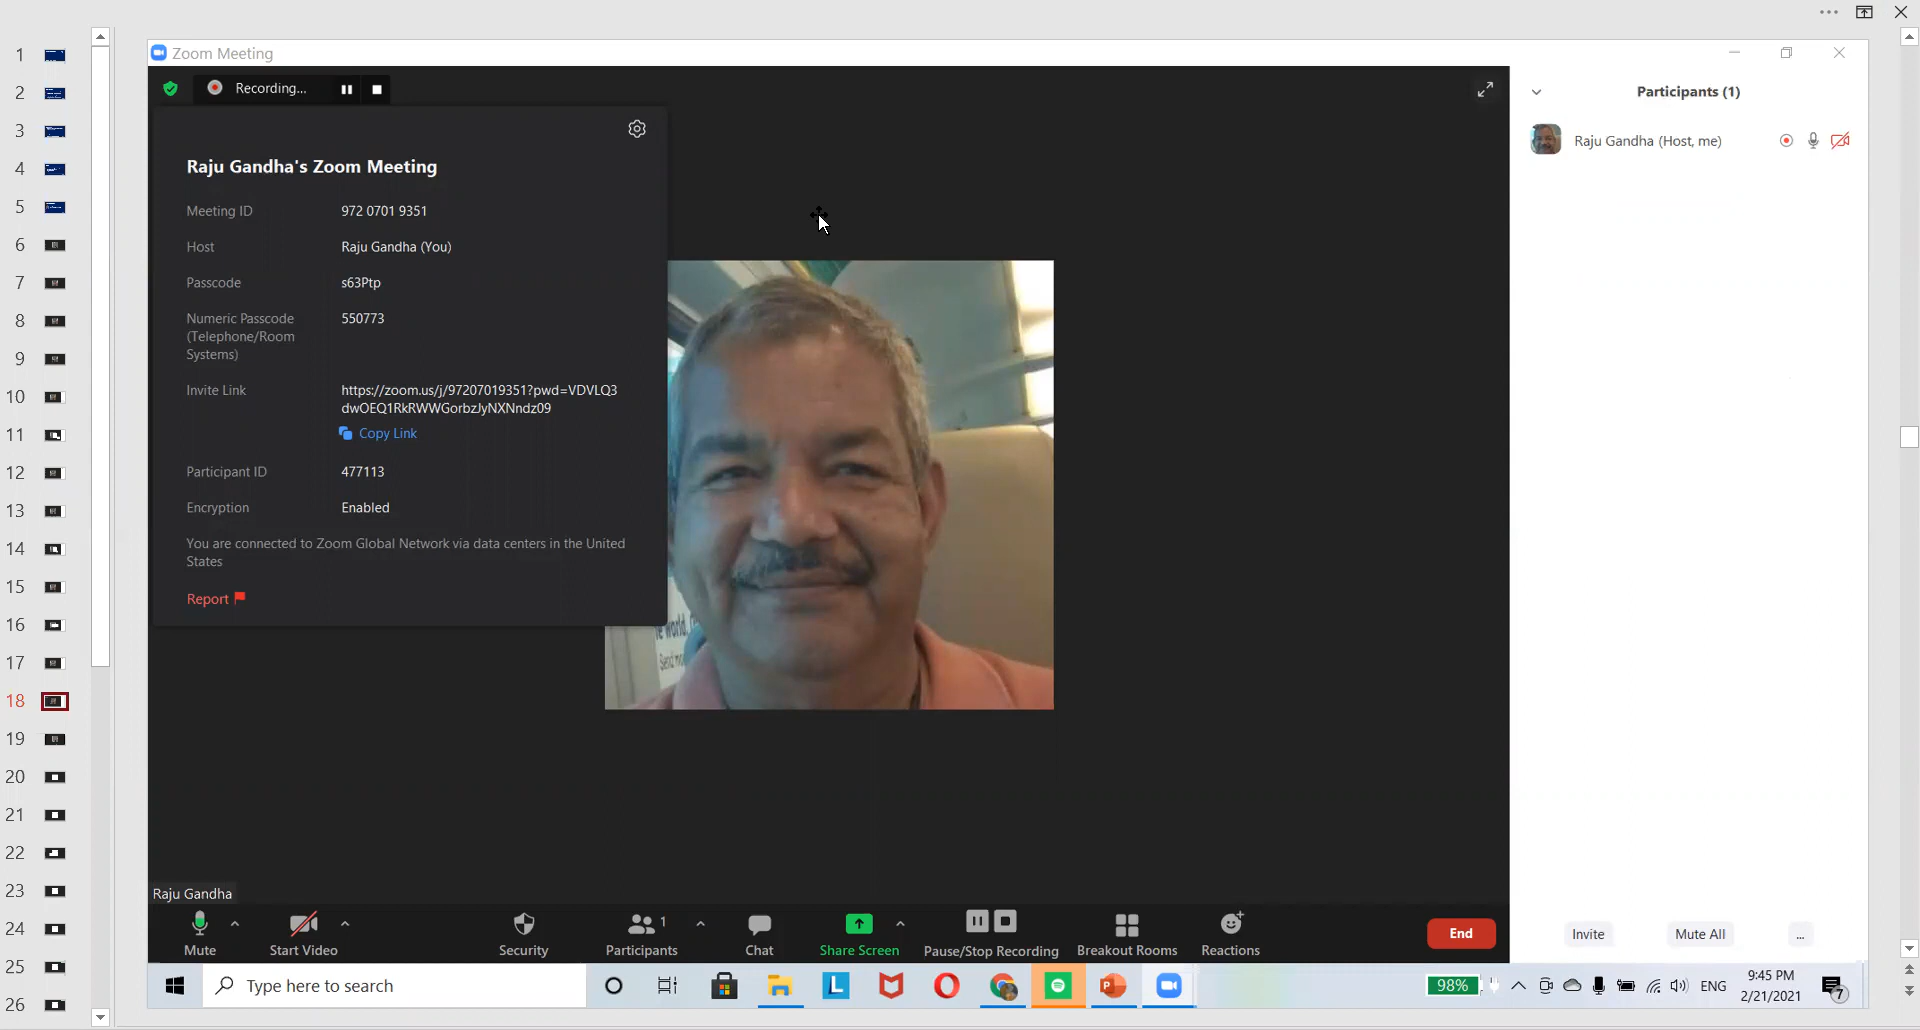 Zoom Meeting
Recording...
Participants (1)
Raju Gandha (Host, me)
Raju Gandha's Zoom Meeting
Meeting ID 972 0701 9351
Host Raju Gandha (You)
Passcode s63Ptp
Numeric Passcode 550773
(Telephone/Room
Systems)
Invite Link https://zoom.us/j/97207019351?pwd=VDVLQ3
dwOEQ1RkRWWGorbzJyNXNndz09
Copy Link
Participant ID 477113
Encryption Enabled
You are connected to Zoom Global Network via data centers in the United
States
Report
1
2
3
4
5
6
7
8
9
10
11
12
13
14
15
16
17
18
19
20
21
22
23
24
25
26
e World,
Raju Gandha
Mute
Start Video
Security
1
Participants
Chat
Share Screen
Pause/Stop Recording
Breakout Rooms
Reactions
End
Invite
Mute All
...
Type here to search
L
P
98%
ENG
9:45 PM
2/21/2021
7